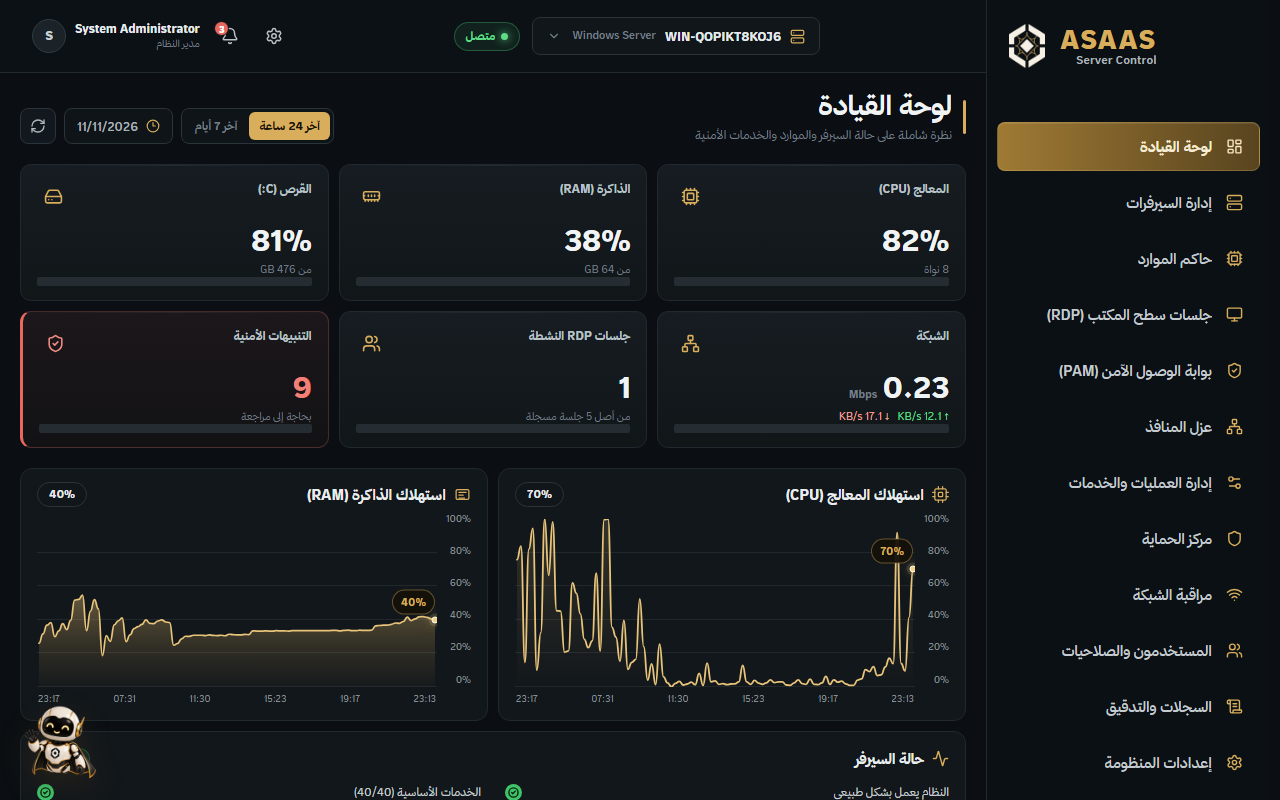 ASAAS
Server Control
لوحة القيادة
إدارة السيرفرات
حاكم الموارد
جلسات سطح المكتب (RDP)
بوابة الوصول الآمن (PAM)
عزل المنافذ
إدارة العمليات والخدمات
مركز الحماية
مراقبة الشبكة
المستخدمون والصلاحيات
السجلات والتدقيق
إعدادات المنظومة
WIN-QOPIKT8KOJ6 Windows Server
متصل
3
System Administrator
مدير النظام
S
لوحة القيادة
نظرة شاملة على حالة السيرفر والموارد والخدمات الأمنية
آخر 24 ساعة
آخر 7 أيام
11/11/2026
المعالج (CPU)
82%
8 نواة
الذاكرة (RAM)
38%
من 64 GB
القرص (C:)
81%
من 476 GB
الشبكة
0.23 Mbps
↑ 12.1 KB/s ↓ 17.1 KB/s
جلسات RDP النشطة
1
من أصل 5 جلسة مسجلة
التنبيهات الأمنية
9
بحاجة إلى مراجعة
استهلاك المعالج (CPU)
70%
100%
80%
60%
40%
20%
0%
70%
23:17 07:31 11:30 15:23 19:17 23:13
استهلاك الذاكرة (RAM)
40%
100%
80%
60%
40%
20%
0%
40%
23:17 07:31 11:30 15:23 19:17 23:13
حالة السيرفر
النظام يعمل بشكل طبيعي
الخدمات الأساسية (40/40)